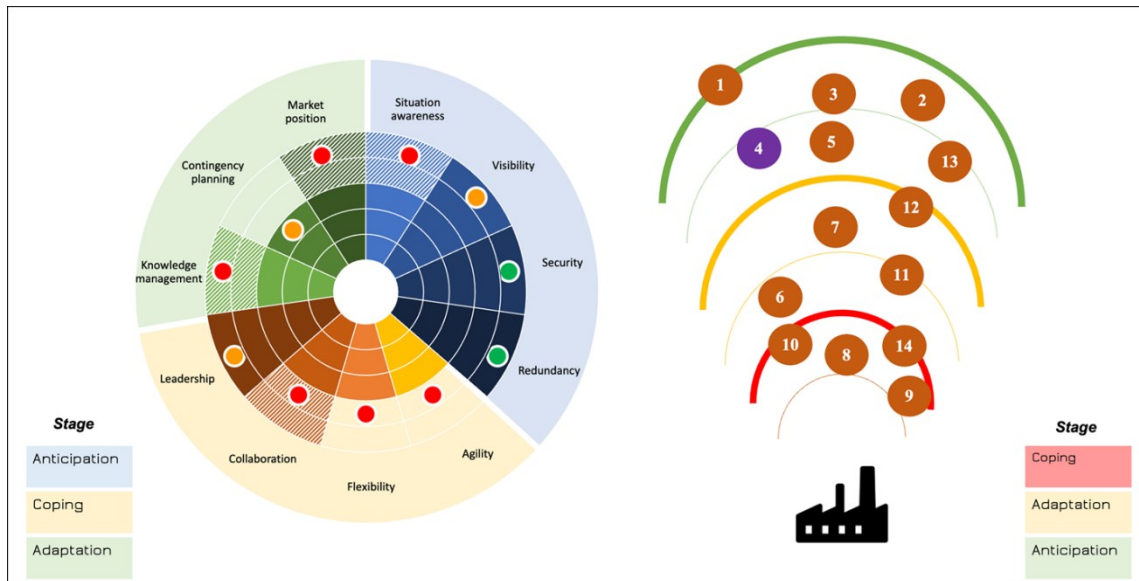 Market
position
Situation
awareness
Contingency
planning
Visibility
Knowledge
management
Security
Leadership
Redundancy
Collaboration
Flexibility
Agility
Stage
Anticipation
Coping
Adaptation
1
3
2
4
5
13
12
7
11
6
10
8
14
9
Stage
Coping
Adaptation
Anticipation